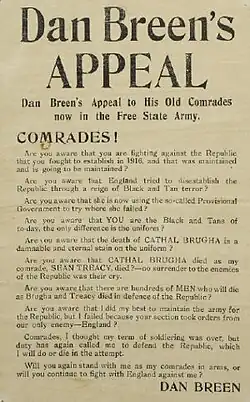 Dan Breen's
APPEAL
Dan Breen's Appeal to His Old Comrades
now in the Free State Army.
COMRADES!
Are you aware that you are fighting against the Republic
that you fought to establish in 1916, and that was maintained
and is going to be maintained?
Are you aware that England tried to disestablish the
Republic through a reign of Black and Tan terror?
Are you aware that she is now using the so-called Provisional
Government to try where she failed?
Are you aware that YOU are the Black and Tans of
to-day, the only difference is the uniform?
Are you aware that the death of CATHAL BRUGHA is a
damnable and eternal stain on the uniform?
Are you aware that CATHAL BRUGHA died as my
comrade, SEAN TREACY, died?—no surrender to the enemies
of the Republic was their cry.
Are you aware that there are hundreds of MEN who will die
as Brugha and Treacy died in defence of the Republic?
Are you aware that I did my best to maintain the army for
the Republic, but I failed because your section took orders from
our only enemy—England?
Comrades, I thought my term of soldiering was over, but
duty has again called me to defend the Republic, which
I will do or die in the attempt.
Will you again stand with me as my comrades in arms, or
will you continue to fight with England against me?
DAN BREEN